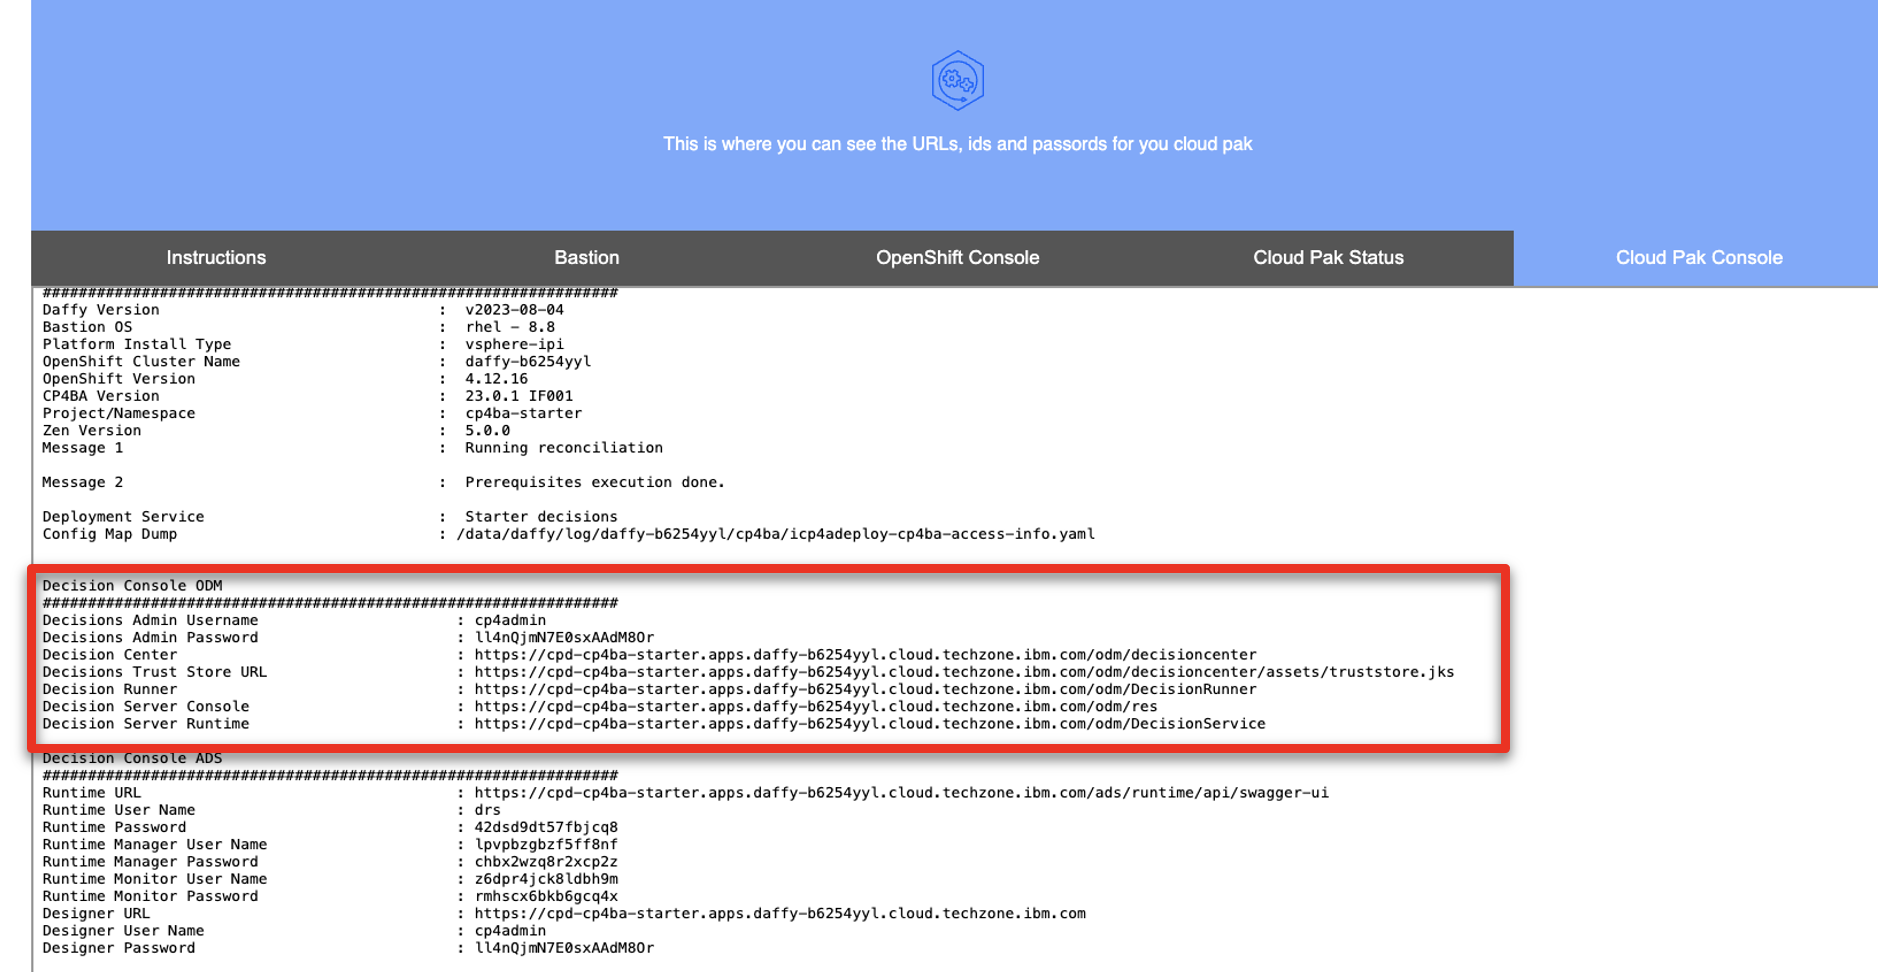 This is where you can see the URLs, ids and passords for you cloud pak
Instructions Bastion OpenShift Console Cloud Pak Status Cloud Pak Console
################################################################
Daffy Version : v2023-08-04
Bastion OS : rhel - 8.8
Platform Install Type : vsphere-ipi
OpenShift Cluster Name : daffy-b6254yyl
OpenShift Version : 4.12.16
CP4BA Version : 23.0.1 IF001
Project/Namespace : cp4ba-starter
Zen Version : 5.0.0
Message 1 : Running reconciliation
Message 2 : Prerequisites execution done.
Deployment Service : Starter decisions
Config Map Dump : /data/daffy/log/daffy-b6254yyl/cp4ba/icp4adeploy-cp4ba-access-info.yaml
Decision Console ODM
################################################################
Decisions Admin Username : cp4admin
Decisions Admin Password : ll4nQjmN7E0sxAAdM8Or
Decision Center : https://cpd-cp4ba-starter.apps.daffy-b6254yyl.cloud.techzone.ibm.com/odm/decisioncenter
Decisions Trust Store URL : https://cpd-cp4ba-starter.apps.daffy-b6254yyl.cloud.techzone.ibm.com/odm/decisioncenter/assets/truststore.jks
Decision Runner : https://cpd-cp4ba-starter.apps.daffy-b6254yyl.cloud.techzone.ibm.com/odm/DecisionRunner
Decision Server Console : https://cpd-cp4ba-starter.apps.daffy-b6254yyl.cloud.techzone.ibm.com/odm/res
Decision Server Runtime : https://cpd-cp4ba-starter.apps.daffy-b6254yyl.cloud.techzone.ibm.com/odm/DecisionService
Decision Console ADS
################################################################
Runtime URL : https://cpd-cp4ba-starter.apps.daffy-b6254yyl.cloud.techzone.ibm.com/ads/runtime/api/swagger-ui
Runtime User Name : drs
Runtime Password : 42dsd9dt57fbjcq8
Runtime Manager User Name : lpvpbzgbzf5ff8nf
Runtime Manager Password : chbx2wzq8r2xcp2z
Runtime Monitor User Name : z6dpr4jck8ldbh9m
Runtime Monitor Password : rmhscx6bkb6gcq4x
Designer URL : https://cpd-cp4ba-starter.apps.daffy-b6254yyl.cloud.techzone.ibm.com
Designer User Name : cp4admin
Designer Password : ll4nQjmN7E0sxAAdM8Or